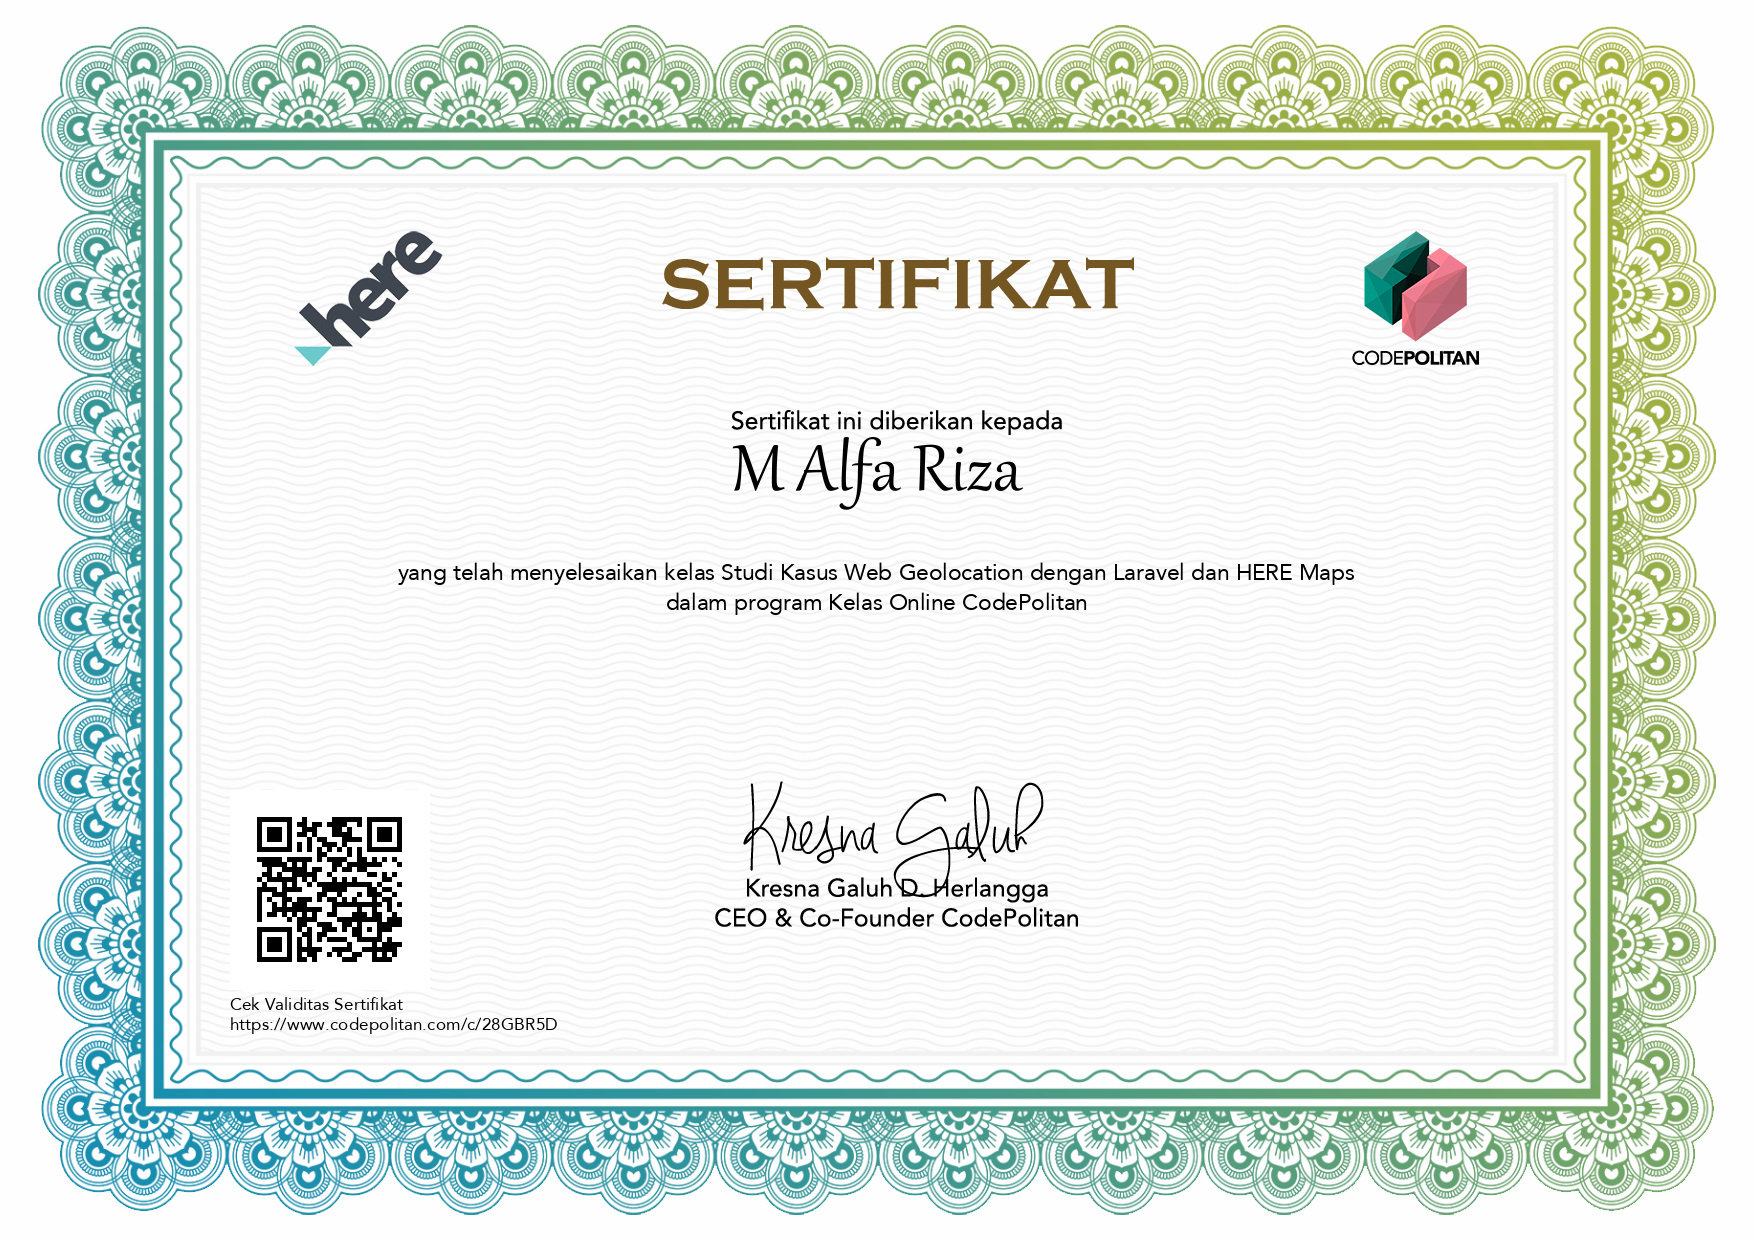 here
SERTIFIKAT
CODEPOLITAN
Sertifikat ini diberikan kepada
M Alfa Riza
yang telah menyelesaikan kelas Studi Kasus Web Geolocation dengan Laravel dan HERE Maps
dalam program Kelas Online CodePolitan
Kresna Galuh
Kresna Galuh D. Herlangga
CEO & Co-Founder CodePolitan
Cek Validitas Sertifikat
https://www.codepolitan.com/c/28GBR5D